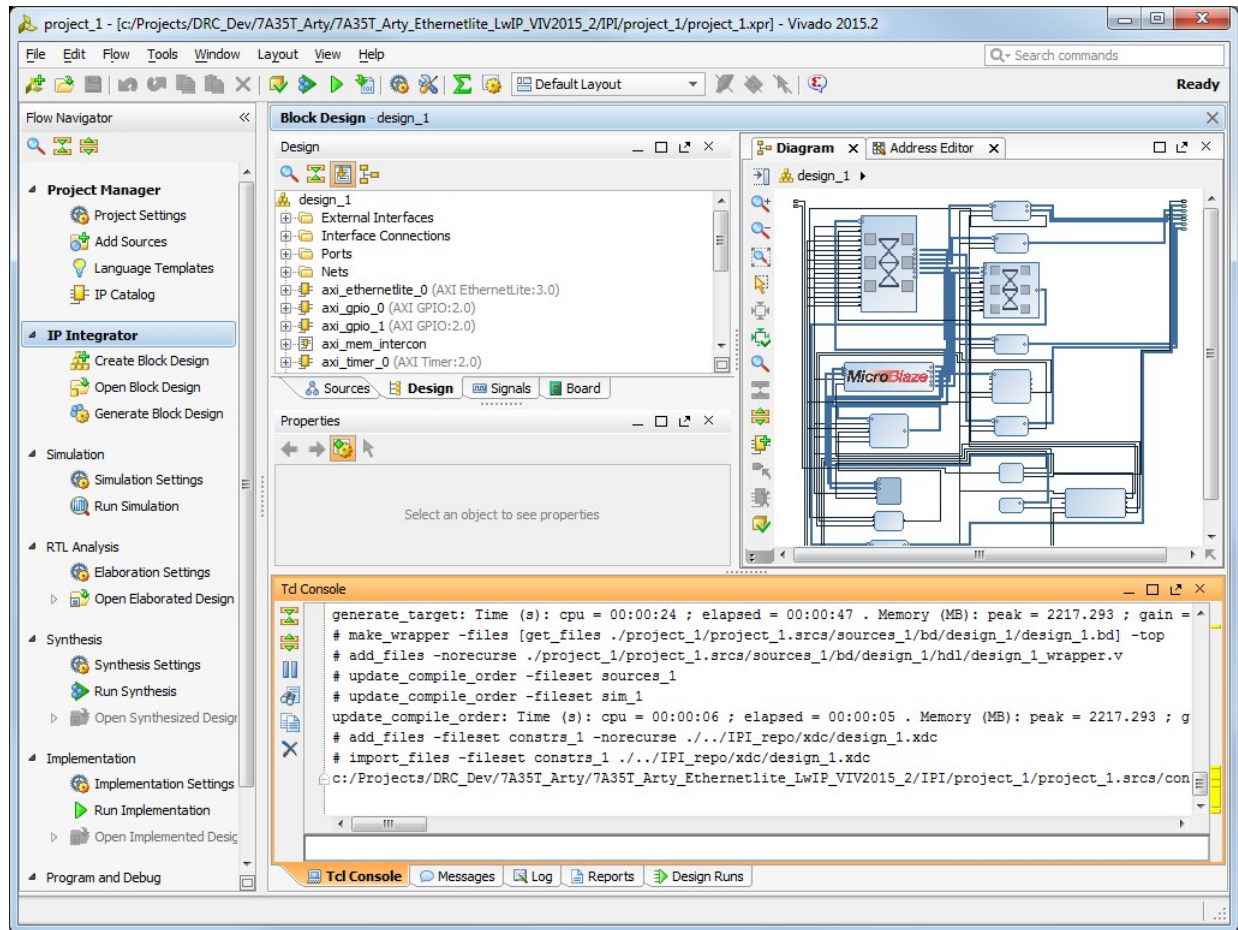 project_1 - [c:/Projects/DRC_Dev/7A35T_Arty/7A35T_Arty_Ethernetlite_LwIP_VIV2015_2/IPI/project_1/project_1.xpr] - Vivado 2015.2
File Edit Flow Tools Window Layout View Help
Search commands
Default Layout
Ready
Flow Navigator
Project Manager
Project Settings
Add Sources
Language Templates
IP Catalog
IP Integrator
Create Block Design
Open Block Design
Generate Block Design
Simulation
Simulation Settings
Run Simulation
RTL Analysis
Elaboration Settings
Open Elaborated Design
Synthesis
Synthesis Settings
Run Synthesis
Open Synthesized Desigr
Implementation
Implementation Settings
Run Implementation
Open Implemented Desig
Program and Debug
Block Design - design_1
Design
design_1
External Interfaces
Interface Connections
Ports
Nets
axi_ethernetlite_0 (AXI EthernetLite:3.0)
axi_gpio_0 (AXI GPIO:2.0)
axi_gpio_1 (AXI GPIO:2.0)
axi_mem_intercon
axi_timer_0 (AXI Timer:2.0)
Sources Design Signals Board
Properties
Select an object to see properties
Diagram Address Editor
design_1
MicroBlaze
Tcl Console
generate_target: Time (s): cpu = 00:00:24 ; elapsed = 00:00:47 . Memory (MB): peak = 2217.293 ; gain =
# make_wrapper -files [get_files ./project_1/project_1.srcs/sources_1/bd/design_1/design_1.bd] -top
# add_files -norecurse ./project_1/project_1.srcs/sources_1/bd/design_1/hdl/design_1_wrapper.v
# update_compile_order -fileset sources_1
# update_compile_order -fileset sim_1
update_compile_order: Time (s): cpu = 00:00:06 ; elapsed = 00:00:05 . Memory (MB): peak = 2217.293 ; g
# add_files -fileset constrs_1 -norecurse ./../IPI_repo/xdc/design_1.xdc
# import_files -fileset constrs_1 ./../IPI_repo/xdc/design_1.xdc
c:/Projects/DRC_Dev/7A35T_Arty/7A35T_Arty_Ethernetlite_LwIP_VIV2015_2/IPI/project_1/project_1.srcs/con
Tcl Console Messages Log Reports Design Runs